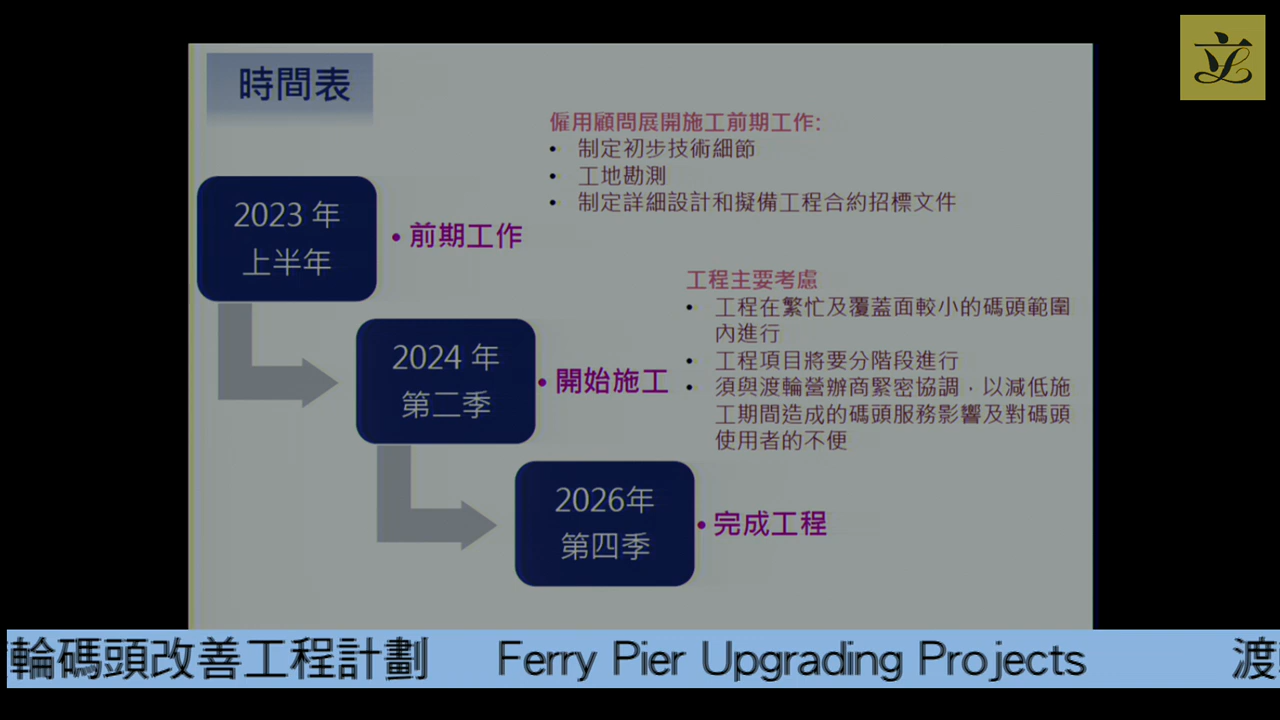 時間表
僱用顧問展開施工前期工作:
• 制定初步技術細節
• 工地勘測
• 制定詳細設計和擬備工程合約招標文件
2023 年
上半年
• 前期工作
工程主要考慮
• 工程在繁忙及覆蓋面較小的碼頭範圍
內進行
• 工程項目將要分階段進行
• 須與渡輪營辦商緊密協調，以減低施
工期間造成的碼頭服務影響及對碼頭
使用者的不便
2024 年
第二季
• 開始施工
2026年
第四季
• 完成工程
輪碼頭改善工程計劃 Ferry Pier Upgrading Projects 渡